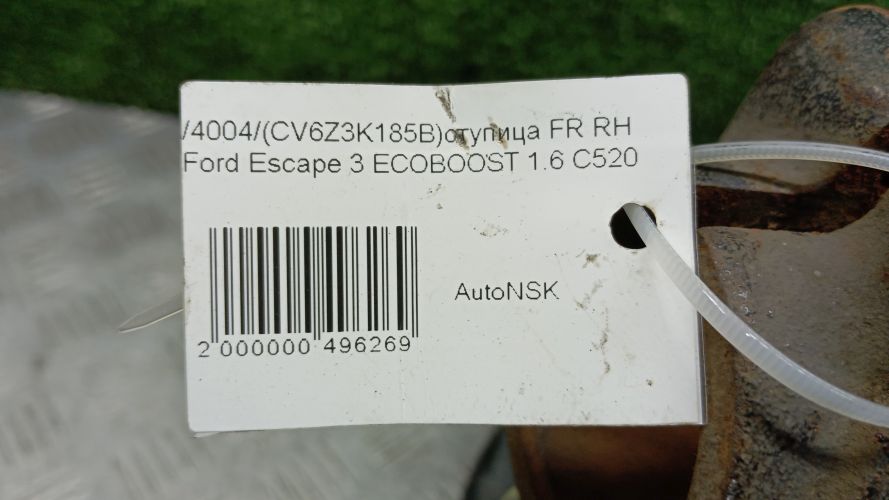 /4004/(CV6Z3K185B)ступица FR RH
Ford Escape 3 ECOBOOST 1.6 C520
AutoNSK
2 000000 496269